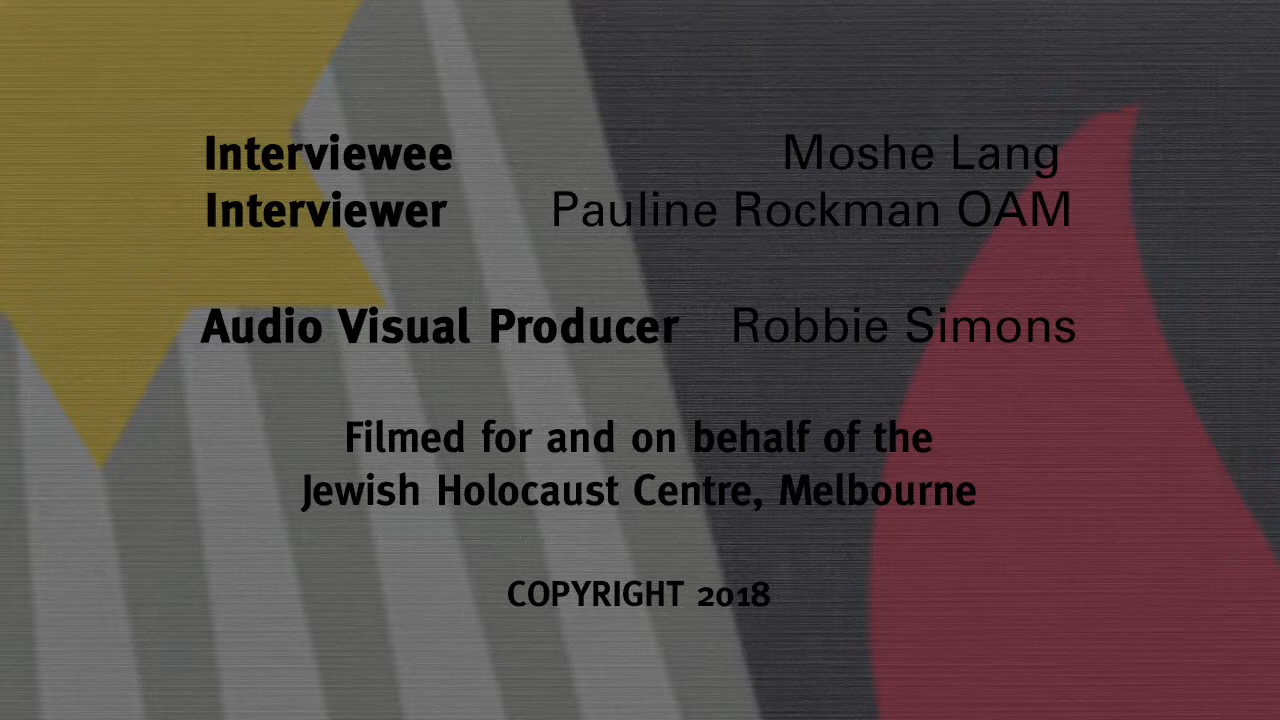 Interviewee Moshe Lang
Interviewer Pauline Rockman OAM
Audio Visual Producer Robbie Simons
Filmed for and on behalf of the
Jewish Holocaust Centre, Melbourne
COPYRIGHT 2018